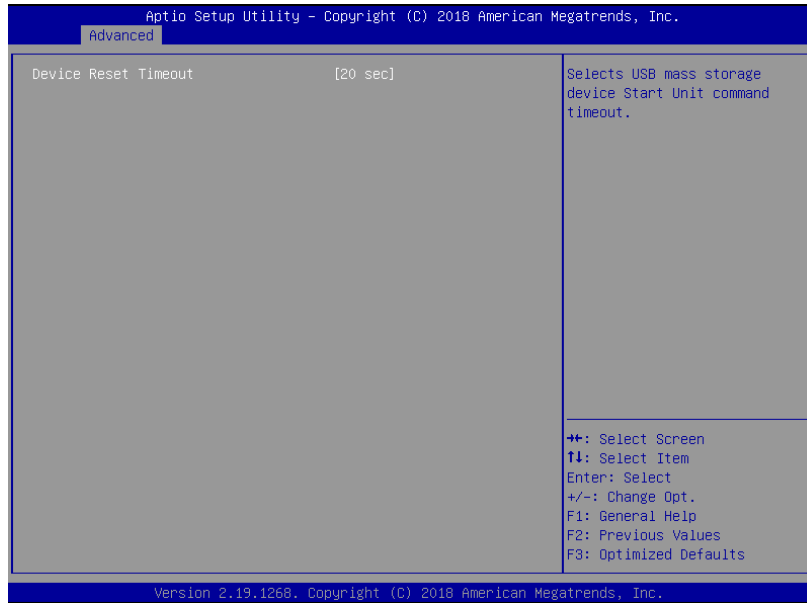 Aptio Setup Utility – Copyright (C) 2018 American Megatrends, Inc.
Advanced
Device Reset Timeout [20 sec]
Selects USB mass storage
device Start Unit command
timeout.
→←: Select Screen
↑↓: Select Item
Enter: Select
+/-: Change Opt.
F1: General Help
F2: Previous Values
F3: Optimized Defaults
Version 2.19.1268. Copyright (C) 2018 American Megatrends, Inc.